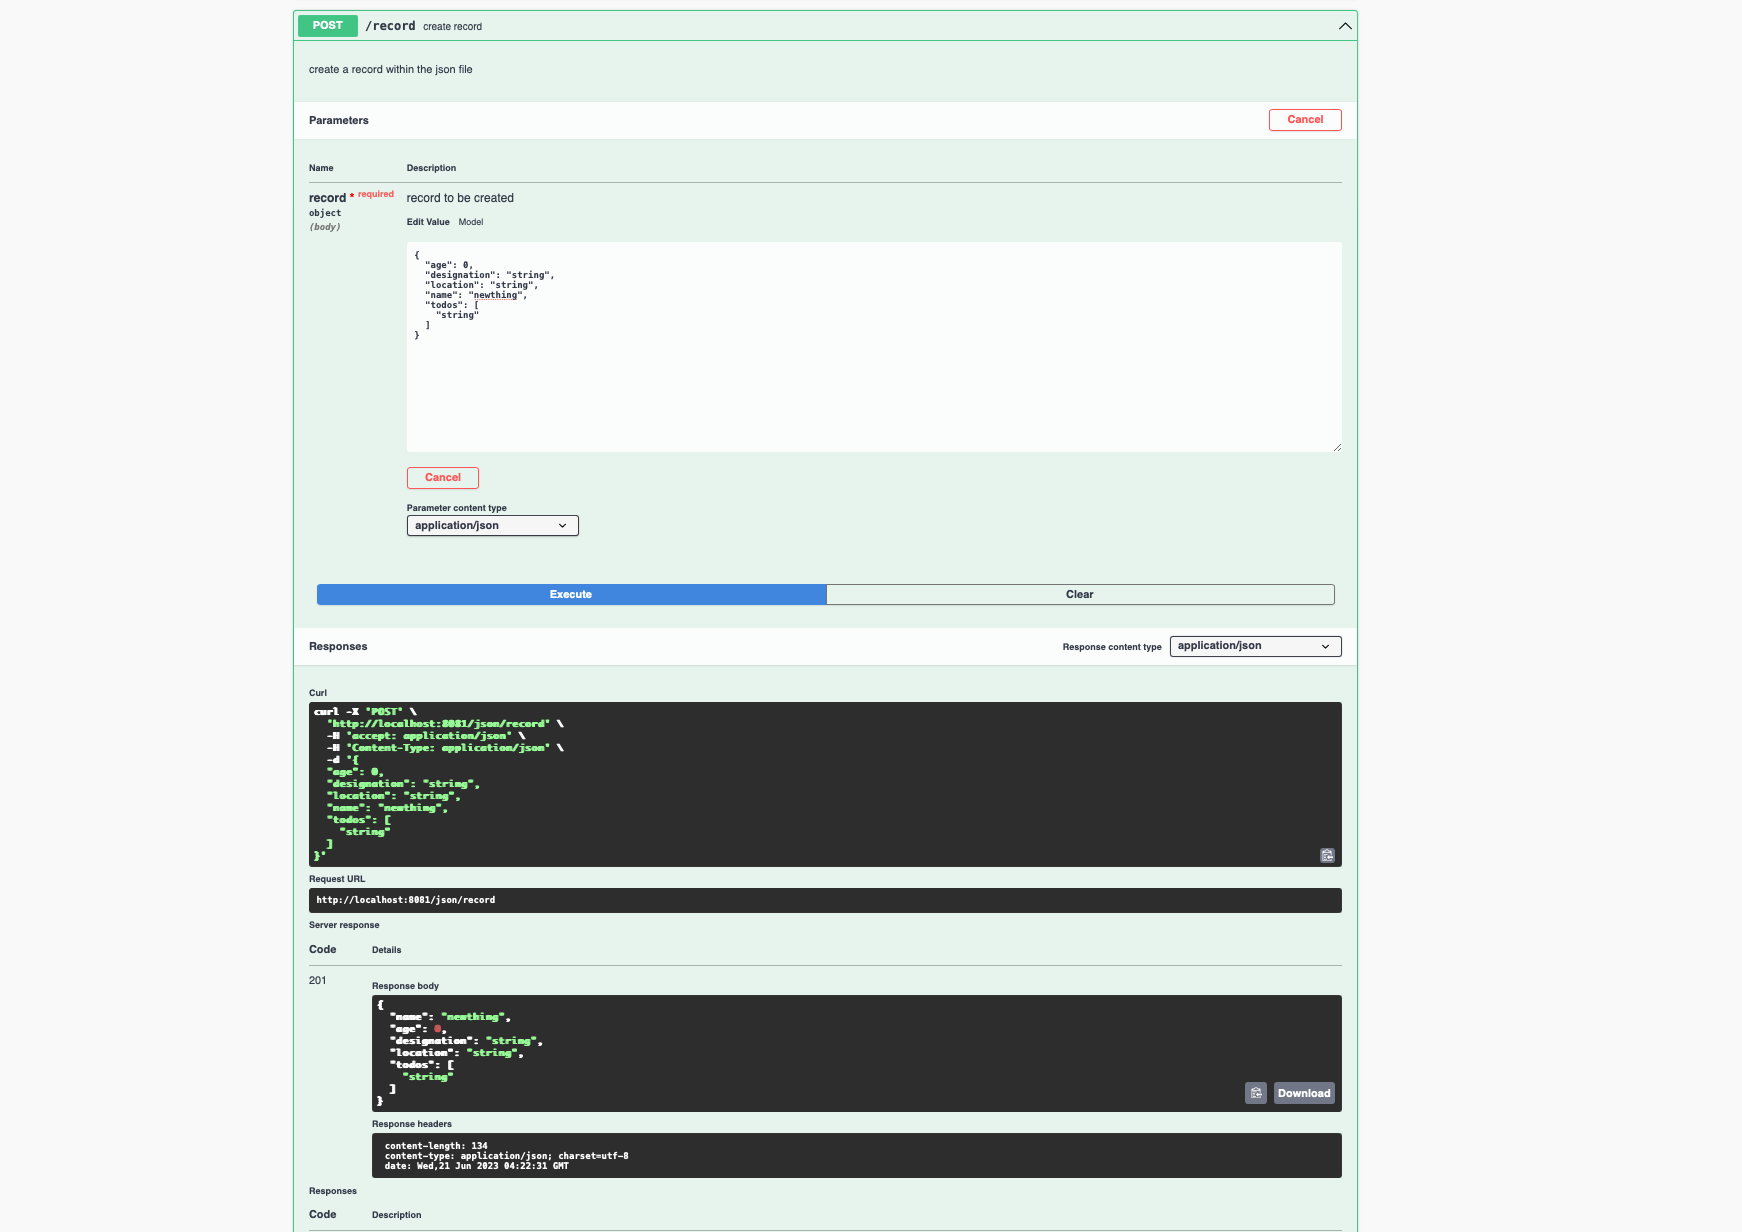 POST /record create record
create a record within the json file
Parameters Cancel
Name Description
record * required record to be created
object
(body)
Edit Value Model
{
  "age": 0,
  "designation": "string",
  "location": "string",
  "name": "newthing",
  "todos": [
    "string"
  ]
}
Cancel
Parameter content type
application/json
Execute Clear
Responses Response content type application/json
Curl
curl -X 'POST' \
  'http://localhost:8081/json/record' \
  -H 'accept: application/json' \
  -H 'Content-Type: application/json' \
  -d '{
  "age": 0,
  "designation": "string",
  "location": "string",
  "name": "newthing",
  "todos": [
    "string"
  ]
}'
Request URL
http://localhost:8081/json/record
Server response
Code Details
201
Response body
{
  "name": "newthing",
  "age": 0,
  "designation": "string",
  "location": "string",
  "todos": [
    "string"
  ]
}
Download
Response headers
content-length: 134
content-type: application/json; charset=utf-8
date: Wed,21 Jun 2023 04:22:31 GMT
Responses
Code Description